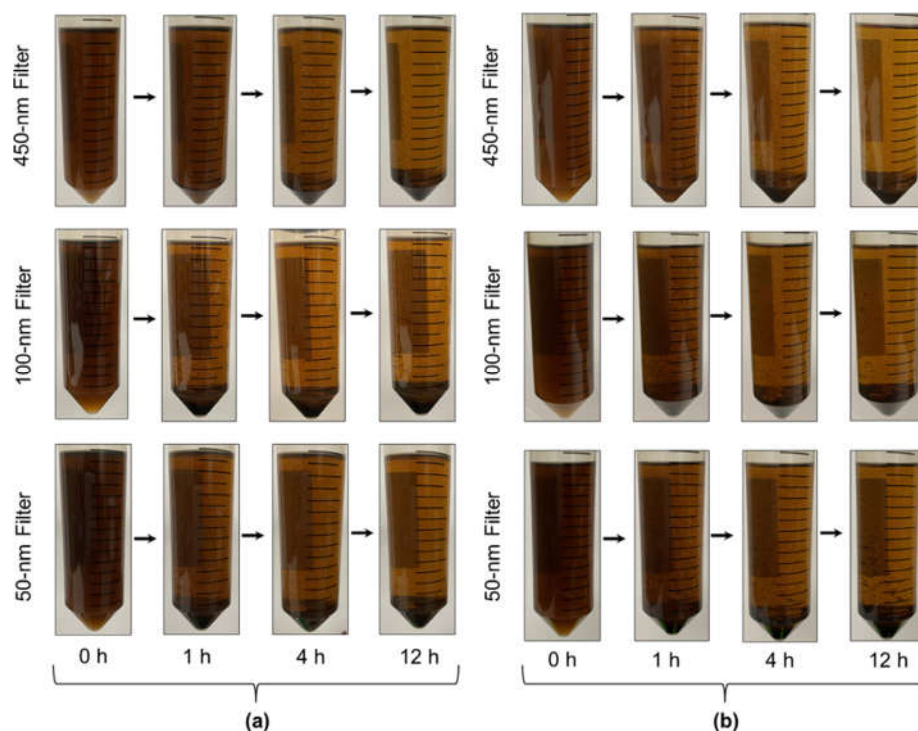 450-nm Filter
450-nm Filter
100-nm Filter
100-nm Filter
50-nm Filter
50-nm Filter
0 h 1 h 4 h 12 h
0 h 1 h 4 h 12 h
(a)
(b)